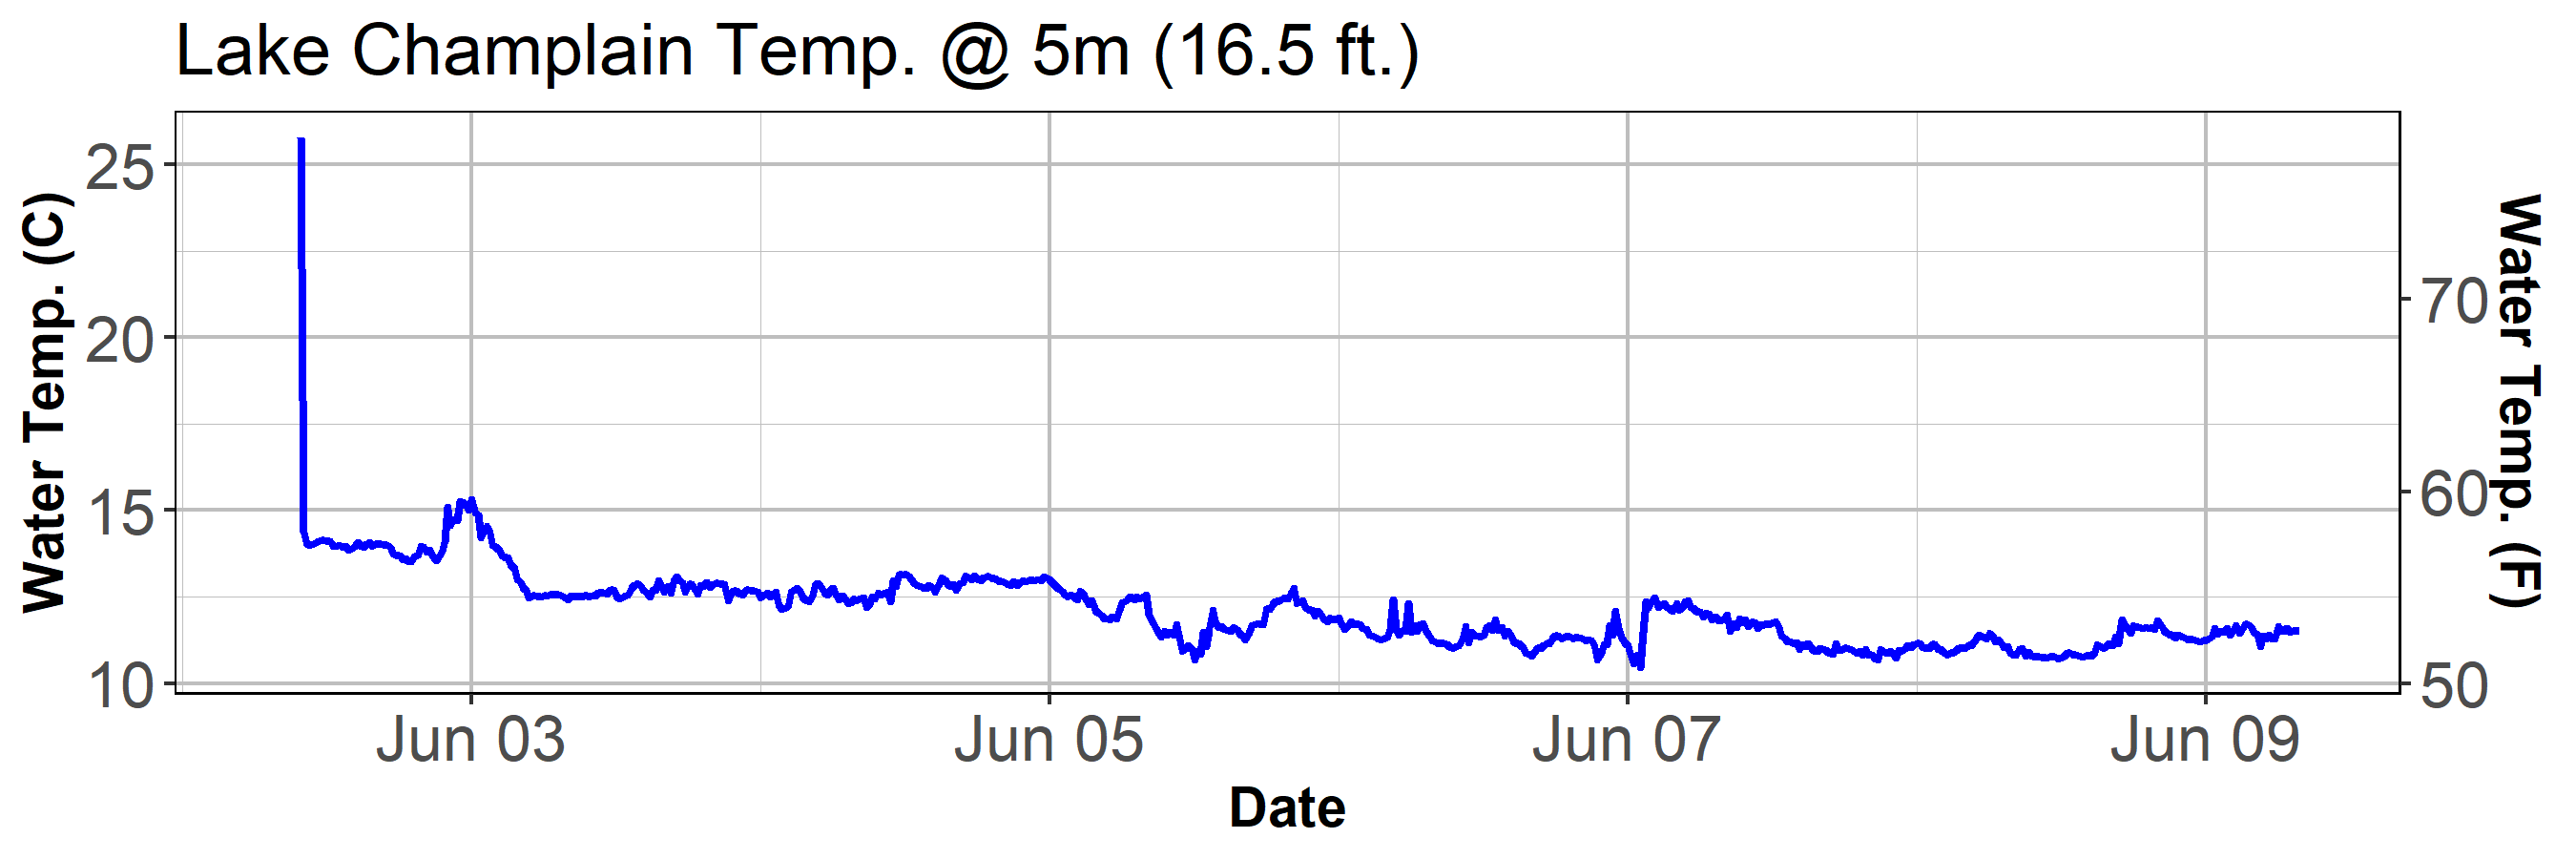 Lake Champlain Temp. @ 5m (16.5 ft.)
Water Temp. (C)
25
20
15
10
70
60
50
Water Temp. (F)
Jun 03 Jun 05 Jun 07 Jun 09
Date